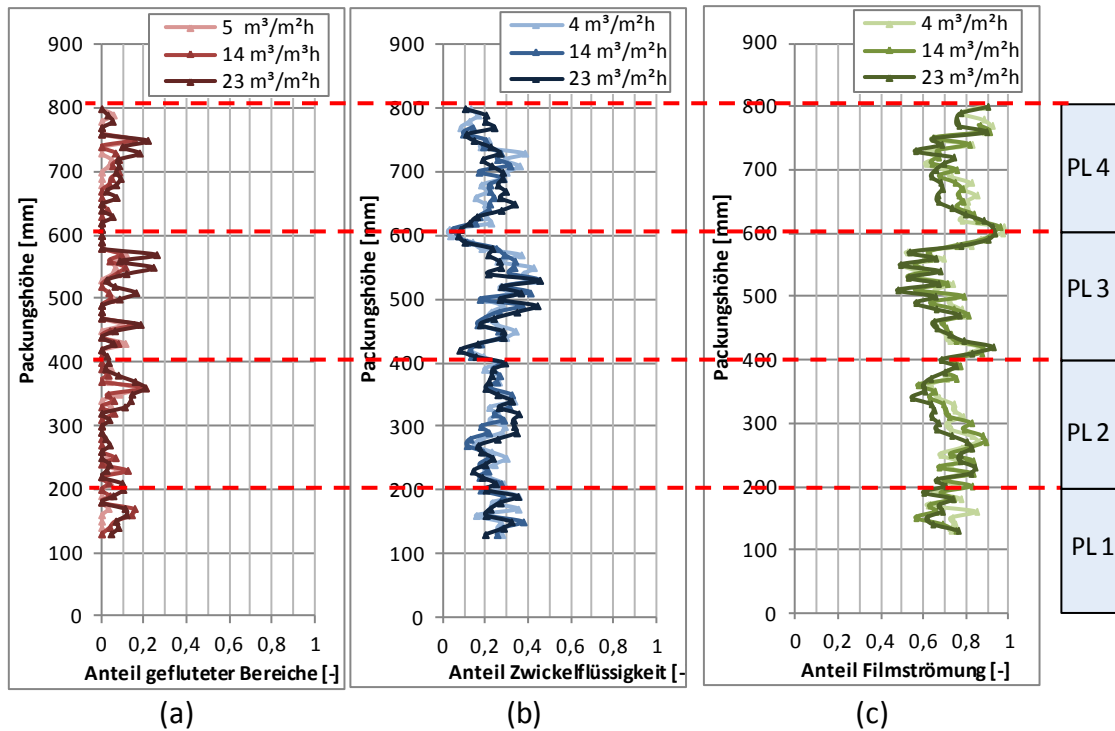 5 m³/m²h
14 m³/m³h
23 m³/m²h
900
800
700
600
500
400
300
200
100
0
Packungshöhe [mm]
0 0,2 0,4 0,6 0,8 1
Anteil gefluteter Bereiche [-]
(a)
4 m³/m²h
14 m³/m²h
23 m³/m²h
900
800
700
600
500
400
300
200
100
0
Packungshöhe [mm]
0 0,2 0,4 0,6 0,8 1
Anteil Zwickelflüssigkeit [-
(b)
4 m³/m²h
14 m³/m²h
23 m³/m²h
900
800
700
600
500
400
300
200
100
0
Packungshöhe [mm]
0 0,2 0,4 0,6 0,8 1
Anteil Filmströmung [-]
(c)
PL 4
PL 3
PL 2
PL 1